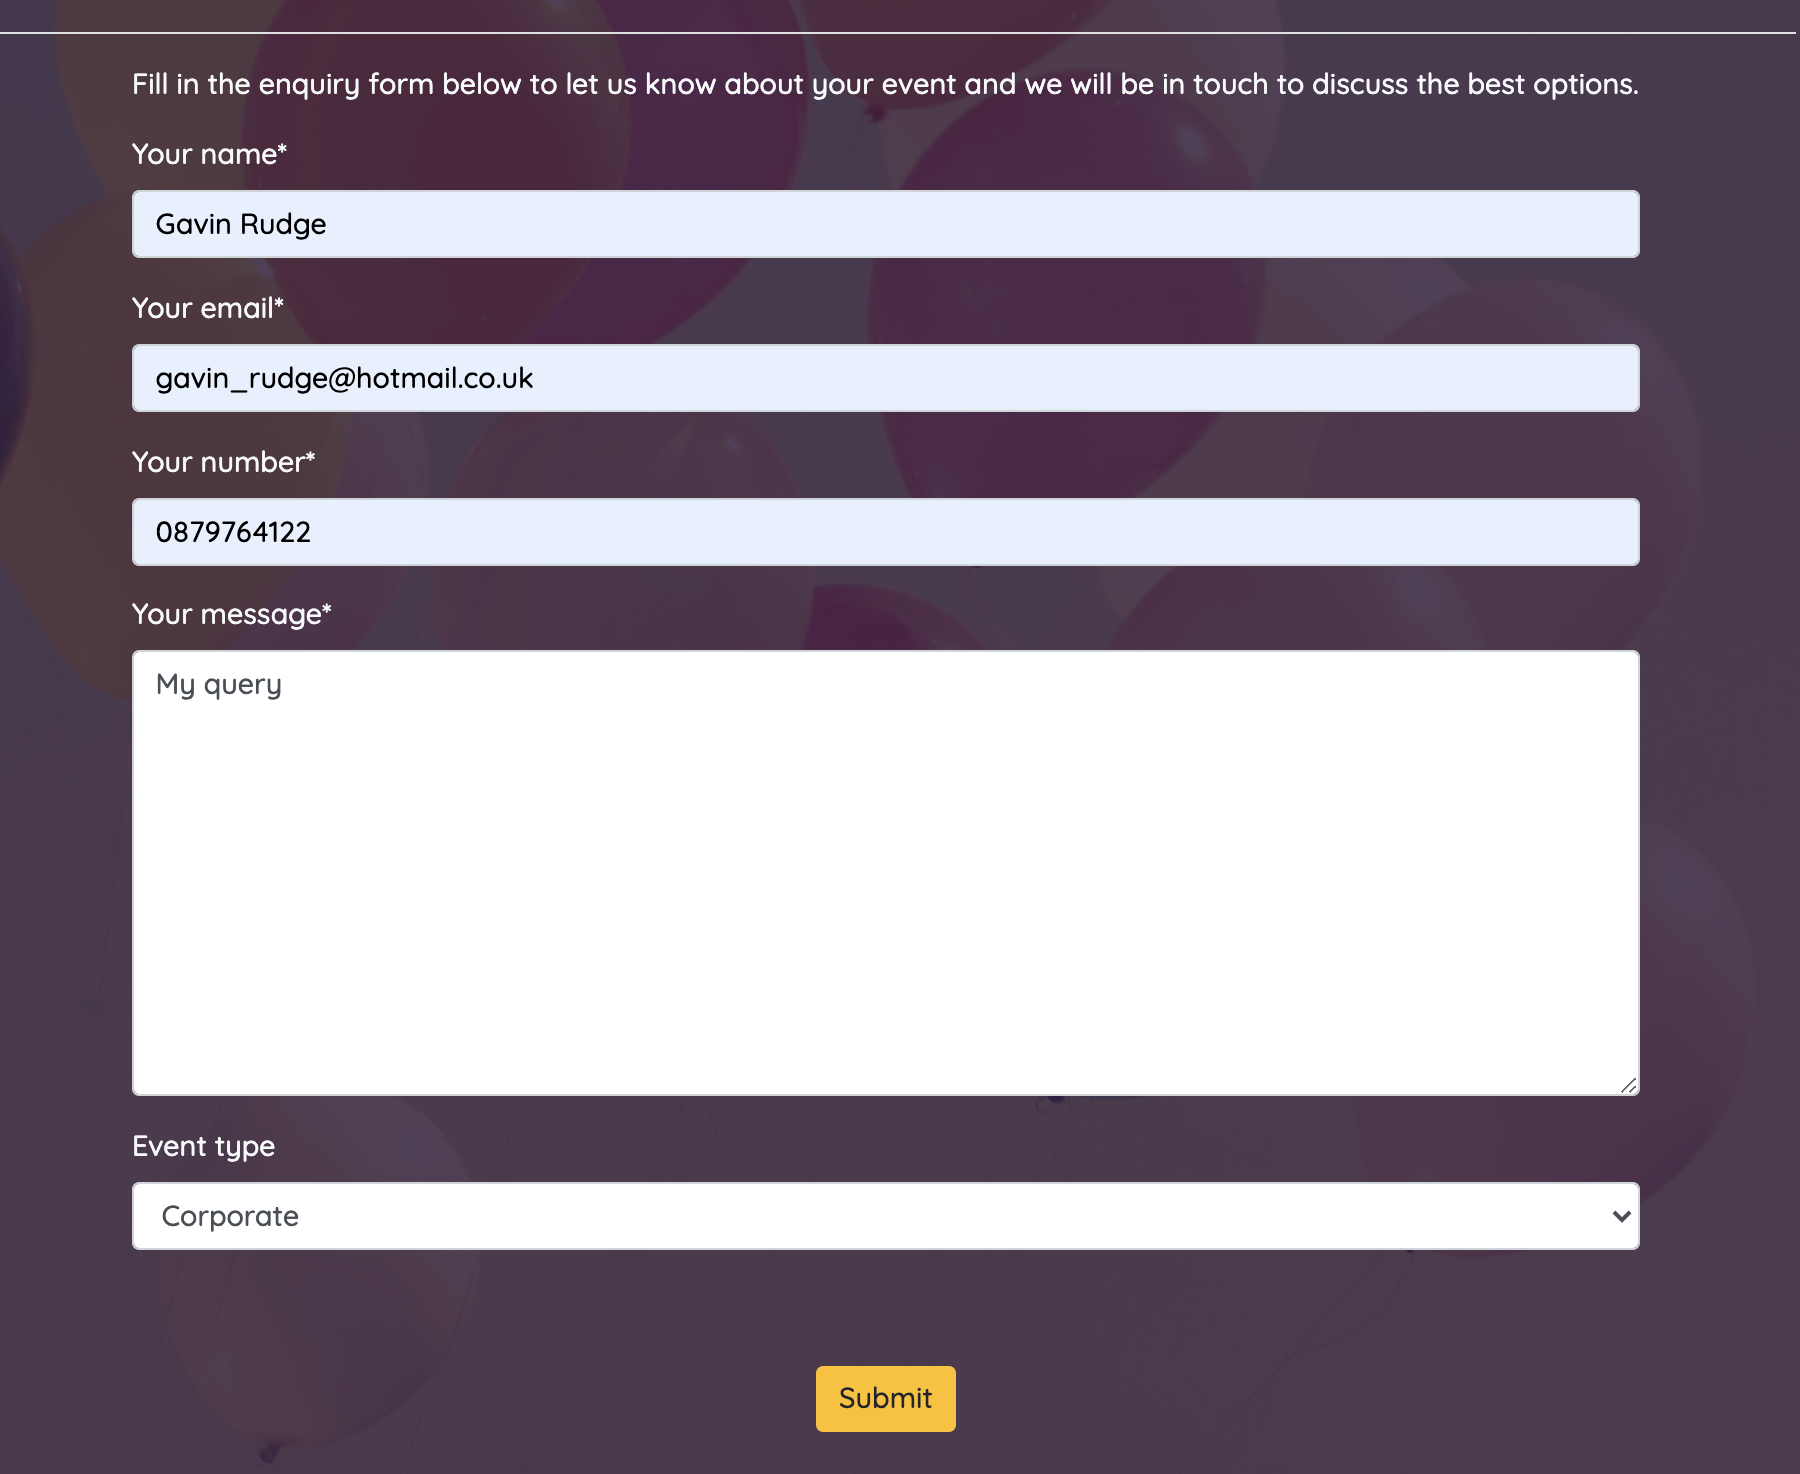 Fill in the enquiry form below to let us know about your event and we will be in touch to discuss the best options.
Your name*
Gavin Rudge
Your email*
gavin_rudge@hotmail.co.uk
Your number*
0879764122
Your message*
My query
Event type
Corporate
Submit